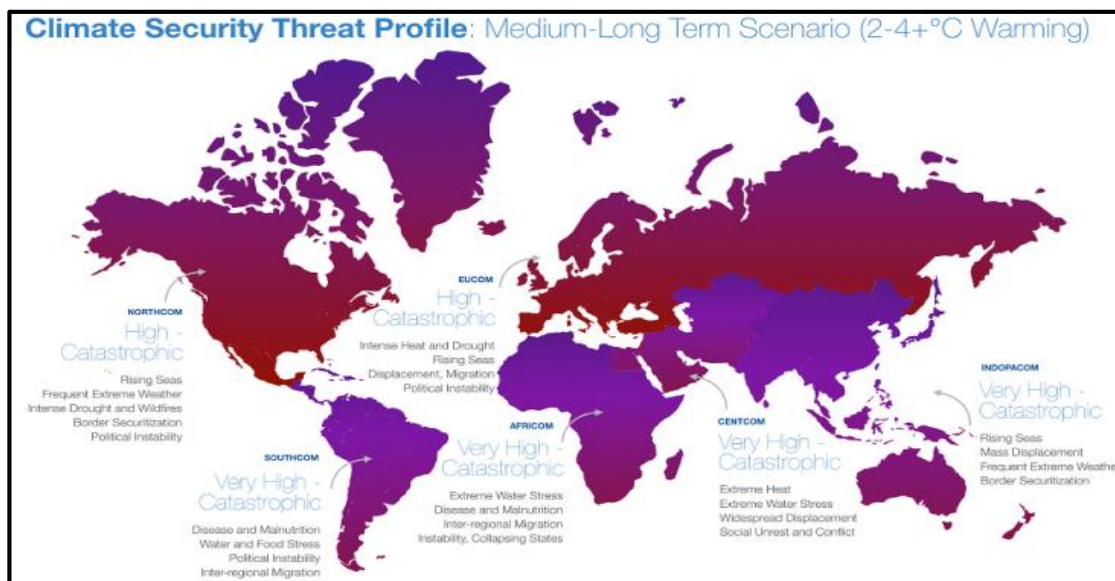 Climate Security Threat Profile: Medium-Long Term Scenario (2-4+°C Warming)
NORTHCOM
High -
Catastrophic
Rising Seas
Frequent Extreme Weather
Intense Drought and Wildfires
Border Securitization
Political Instability
EUCOM
High -
Catastrophic
Intense Heat and Drought
Rising Seas
Displacement, Migration
Political Instability
SOUTHCOM
Very High -
Catastrophic
Disease and Malnutrition
Water and Food Stress
Political Instability
Inter-regional Migration
AFRICOM
Very High -
Catastrophic
Extreme Water Stress
Disease and Malnutrition
Inter-regional Migration
Instability, Collapsing States
CENTCOM
Very High -
Catastrophic
Extreme Heat
Extreme Water Stress
Widespread Displacement
Social Unrest and Conflict
INDOPACOM
Very High -
Catastrophic
Rising Seas
Mass Displacement
Frequent Extreme Weathe
Border Securitization